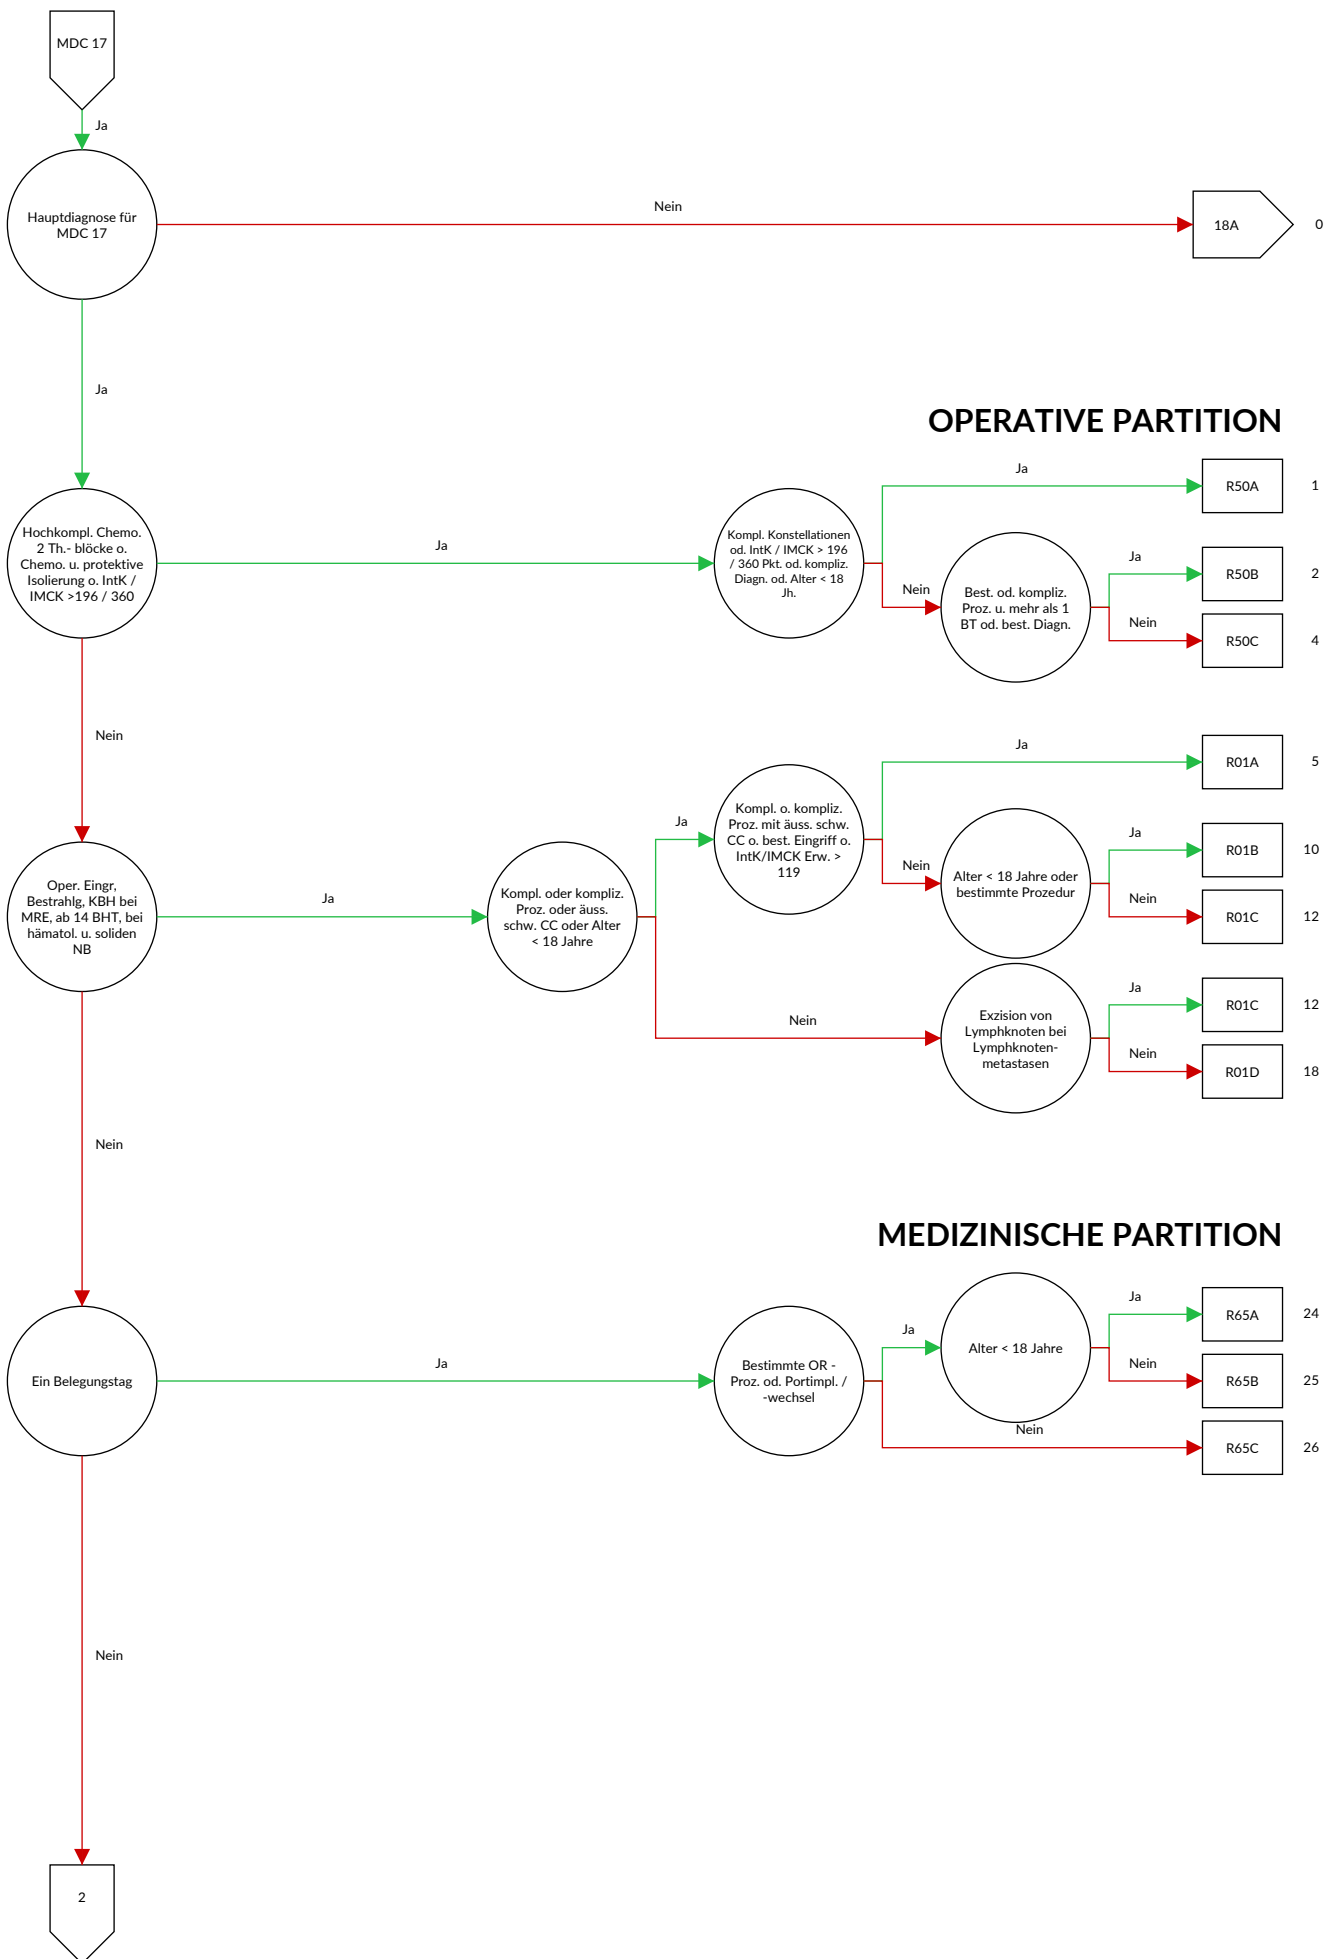 MDC 17
Ja
Hauptdiagnose für
MDC 17
Nein
18A
0
Ja
OPERATIVE PARTITION
Hochkompl. Chemo.
2 Th.- blöcke o.
Chemo. u. protektive
Isolierung o. IntK /
IMCK >196 / 360
Ja
Kompl. Konstellationen
od. IntK / IMCK > 196
/ 360 Pkt. od. kompliz.
Diagn. od. Alter < 18
Jh.
Ja
R50A
1
Nein
Best. od. kompliz.
Proz. u. mehr als 1
BT od. best. Diagn.
Ja
R50B
2
Nein
R50C
4
Nein
Oper. Eingr,
Bestrahlg, KBH bei
MRE, ab 14 BHT, bei
hämatol. u. soliden
NB
Ja
Kompl. oder kompliz.
Proz. oder äuss.
schw. CC oder Alter
< 18 Jahre
Ja
Kompl. o. kompliz.
Proz. mit äuss. schw.
CC o. best. Eingriff o.
IntK/IMCK Erw. >
119
Ja
R01A
5
Nein
Alter < 18 Jahre oder
bestimmte Prozedur
Ja
R01B
10
Nein
R01C
12
Nein
Exzision von
Lymphknoten bei
Lymphknoten-
metastasen
Ja
R01C
12
Nein
R01D
18
Nein
MEDIZINISCHE PARTITION
Ein Belegungstag
Ja
Bestimmte OR -
Proz. od. Portimpl. /
-wechsel
Ja
Alter < 18 Jahre
Ja
R65A
24
Nein
R65B
25
Nein
R65C
26
Nein
2